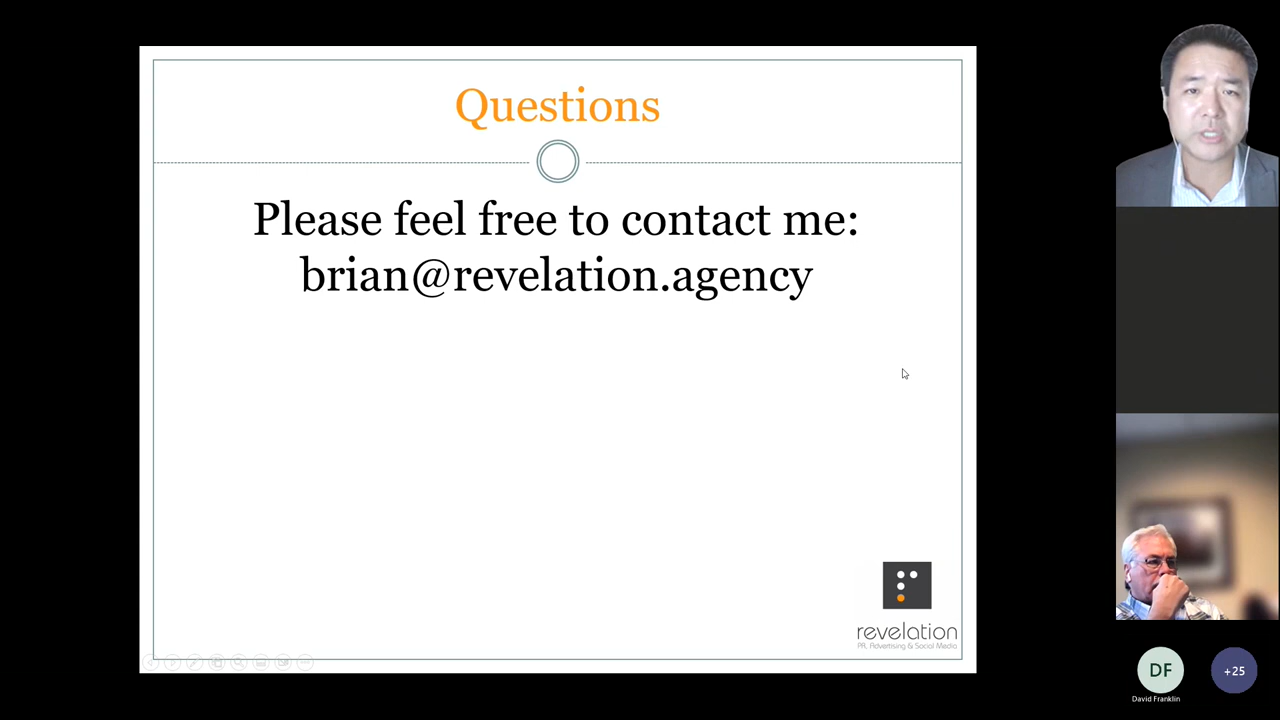 Questions
Please feel free to contact me:
brian@revelation.agency
revelation
PR, Advertising & Social Media
DF
+25
David Franklin